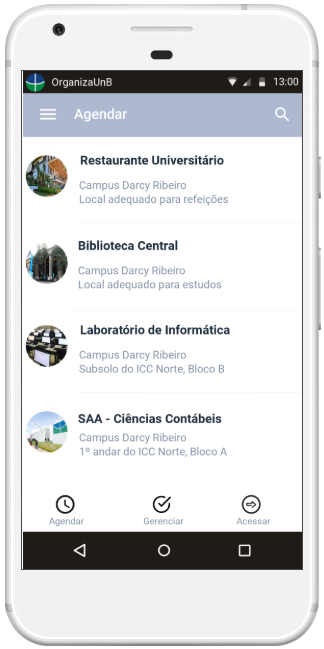 OrganizaUnB
13:00
Agendar
Restaurante Universitário
Campus Darcy Ribeiro
Local adequado para refeições
Biblioteca Central
Campus Darcy Ribeiro
Local adequado para estudos
Laboratório de Informática
Campus Darcy Ribeiro
Subsolo do ICC Norte, Bloco B
SAA - Ciências Contábeis
Campus Darcy Ribeiro
1º andar do ICC Norte, Bloco A
Agendar
Gerenciar
Acessar